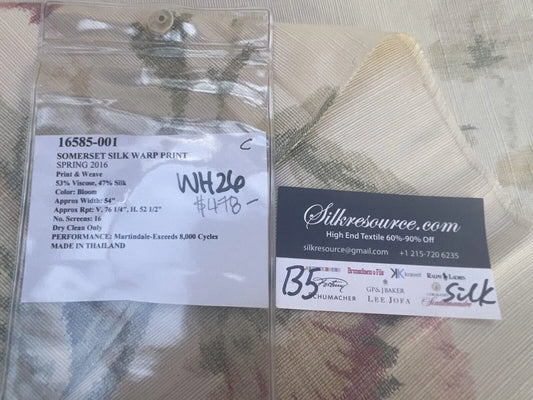 16585-001
C
SOMERSET SILK WARP PRINT
SPRING 2016
Print & Weave
53% Viscose, 47% Silk
Color: Bloom
Approx Width: 54"
Approx Rpt: V. 76 1/4", H. 52 1/2"
No. Screens: 16
Dry Clean Only
PERFORMANCE: Martindale-Exceeds 8,000 Cycles
MADE IN THAILAND
WH26
$478-
Silkresource.com
High End Textile 60%-90% Off
silkresource@gmail.com +1 215-720 6235
Brunschwig & Fils kravet RALPH LAUREN
B5 SCHUMACHER GP&J BAKER
LEE JOFA
Silk